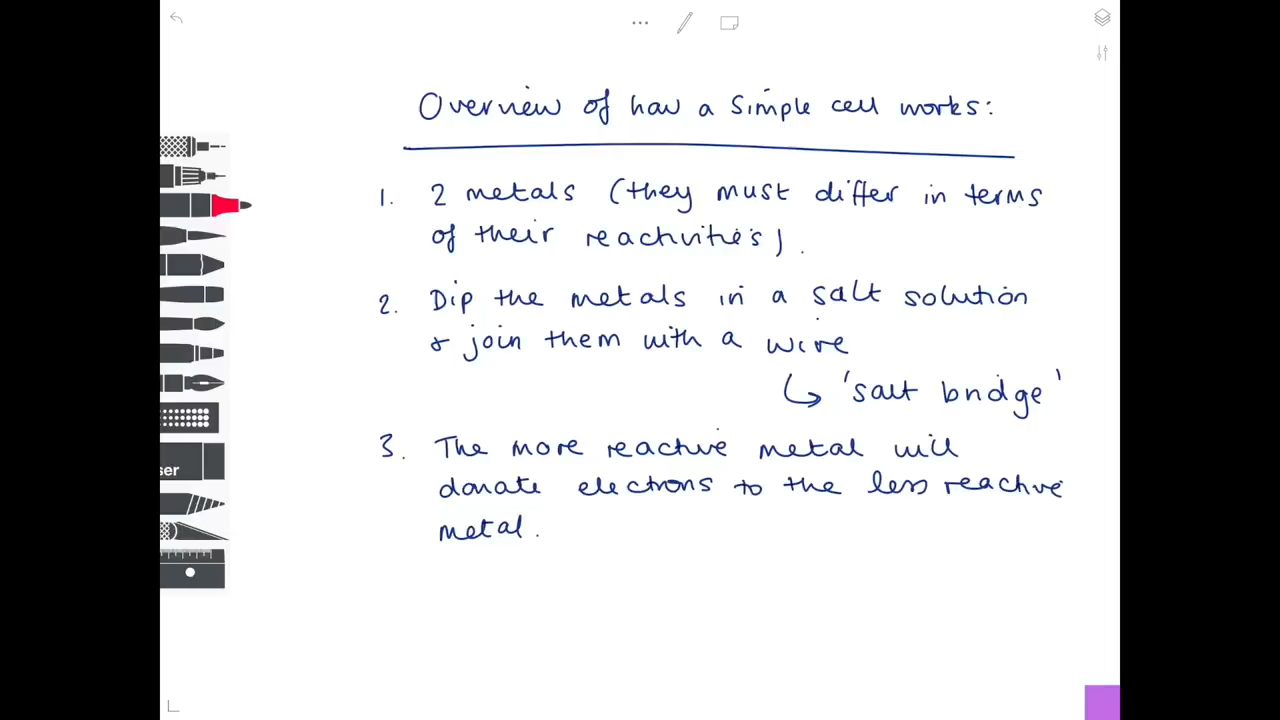 Overview of how a simple cell works:
1. 2 metals (they must differ in terms
of their reactivities).
2. Dip the metals in a salt solution
& join them with a wire
↳ 'salt bridge'
3. The more reactive metal will
donate electrons to the less reactive
metal.
ser